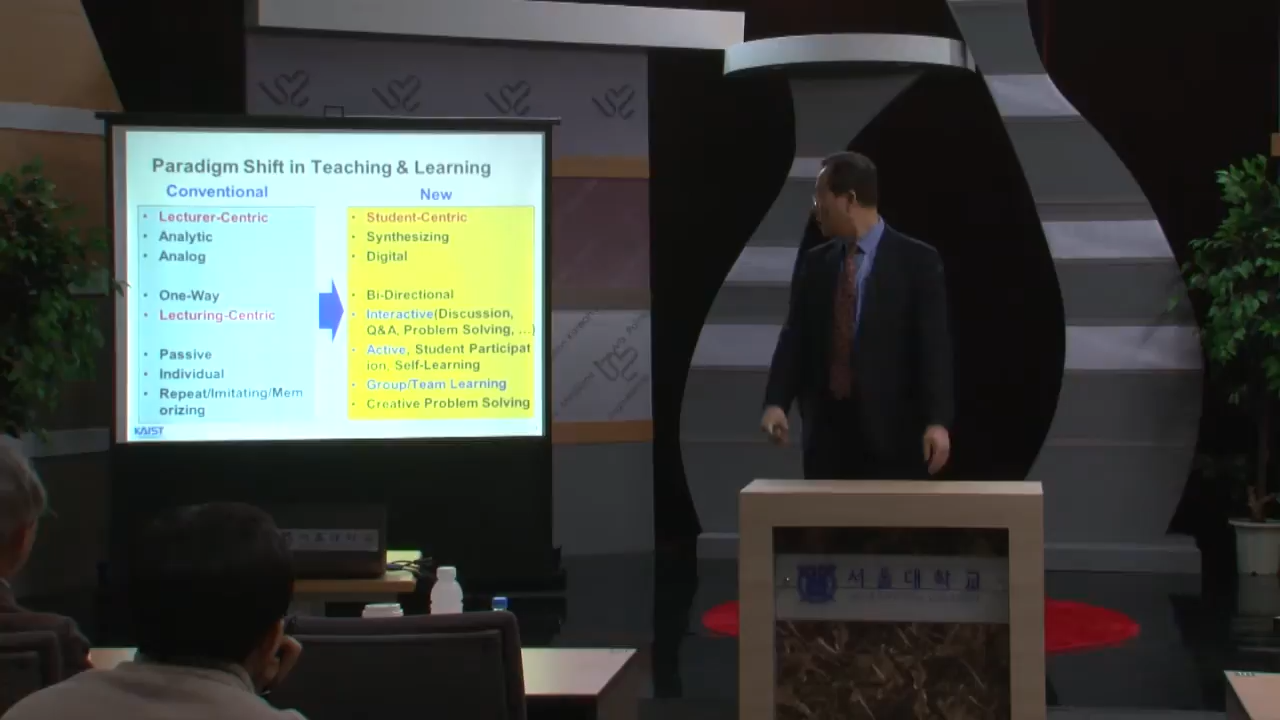 Paradigm Shift in Teaching & Learning
Conventional
• Lecturer-Centric
• Analytic
• Analog
• One-Way
• Lecturing-Centric
• Passive
• Individual
• Repeat/Imitating/Mem
orizing
New
• Student-Centric
• Synthesizing
• Digital
• Bi-Directional
• Interactive(Discussion,
Q&A, Problem Solving, ...)
• Active, Student Participat
ion, Self-Learning
• Group/Team Learning
• Creative Problem Solving
KAIST
서울대학교